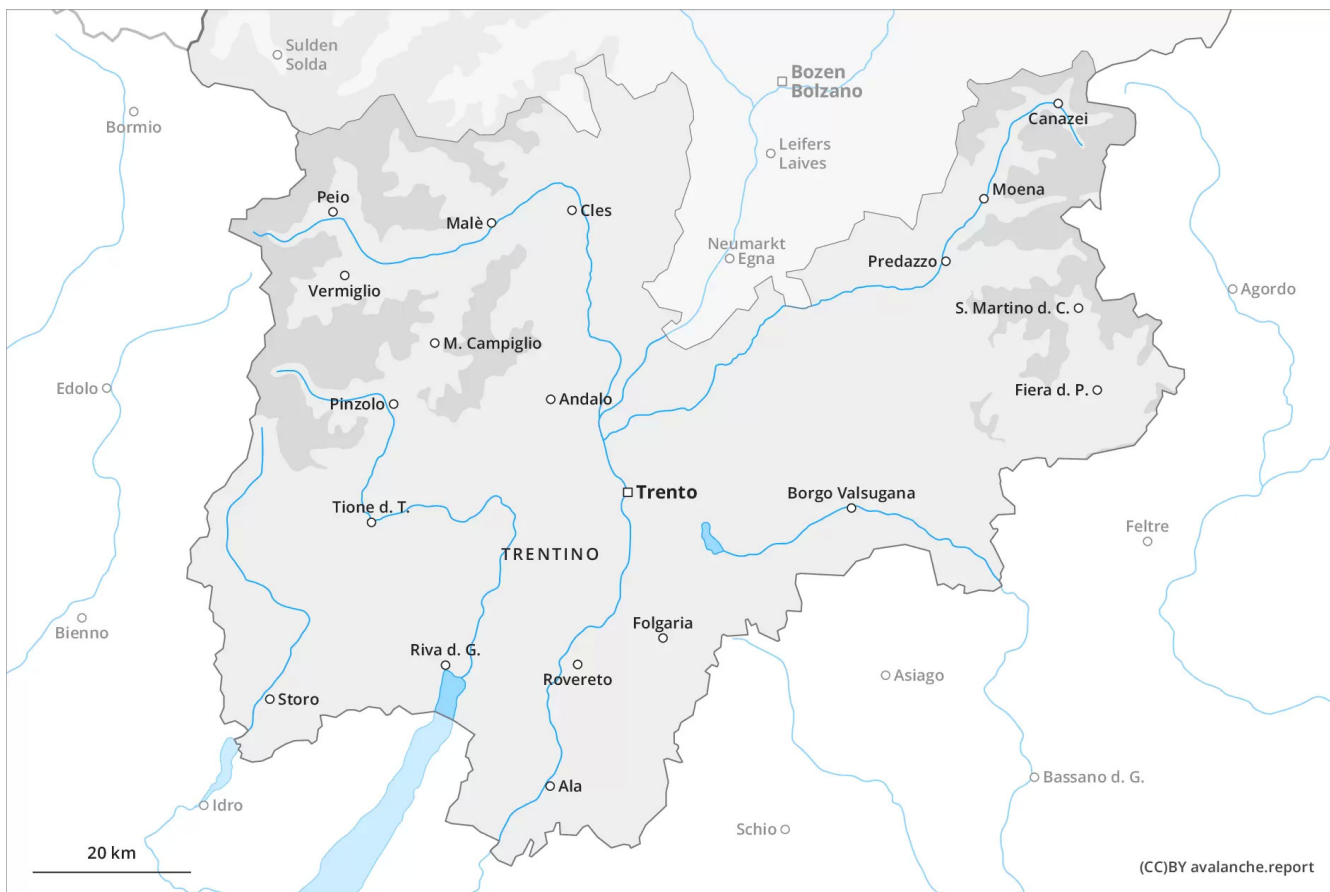 Sulden
Solda
Bozen
Bolzano
Bormio
Canazei
Leifers
Laives
Peio
Moena
Malè
Cles
Neumarkt
Egna
Predazzo
Vermiglio
Agordo
S. Martino d. C.
M. Campiglio
Edolo
Fiera d. P.
Pinzolo
Andalo
Trento
Borgo Valsugana
Tione d. T.
Feltre
TRENTINO
Folgaria
Bienno
Riva d. G.
Asiago
Rovereto
Storo
Bassano d. G.
Ala
Idro
Schio
20 km
(CC)BY avalanche.report